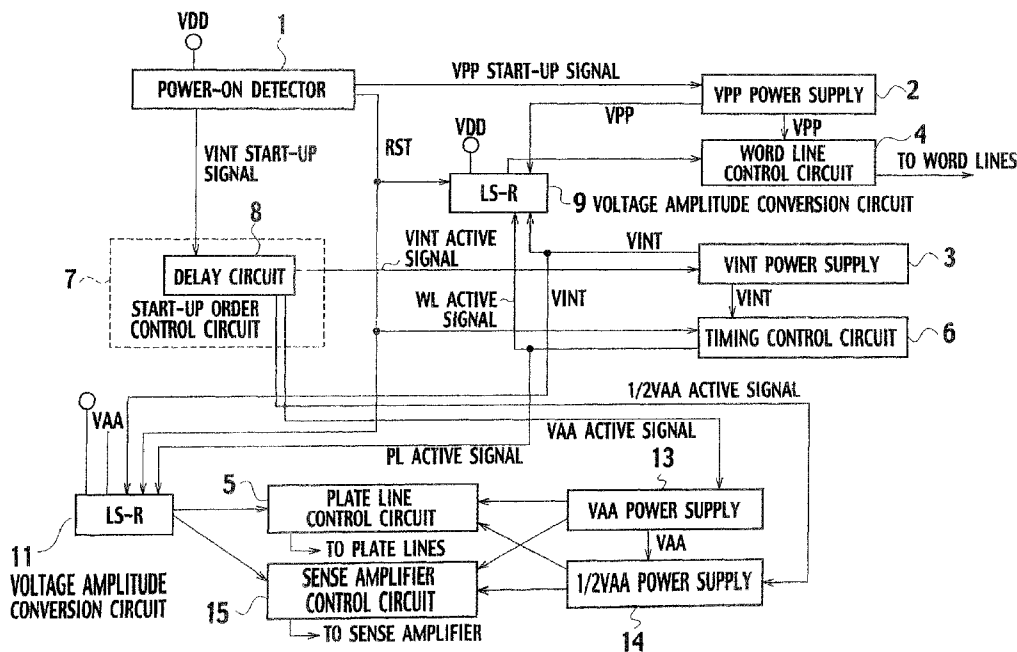 VDD
1
POWER-ON DETECTOR
VPP START-UP SIGNAL
VPP POWER SUPPLY
2
VPP
VPP
4
VDD
RST
WORD LINE
CONTROL CIRCUIT
TO WORD LINES
VINT START-UP
SIGNAL
LS-R
9 VOLTAGE AMPLITUDE CONVERSION CIRCUIT
8
VINT ACTIVE
SIGNAL
VINT
7
DELAY CIRCUIT
VINT POWER SUPPLY
3
START-UP ORDER
CONTROL CIRCUIT
WL ACTIVE
SIGNAL
VINT
VINT
TIMING CONTROL CIRCUIT
6
1/2VAA ACTIVE SIGNAL
VAA
VAA ACTIVE SIGNAL
PL ACTIVE SIGNAL
13
5
PLATE LINE
CONTROL CIRCUIT
VAA POWER SUPPLY
LS-R
TO PLATE LINES
VAA
11
VOLTAGE AMPLITUDE
CONVERSION CIRCUIT
SENSE AMPLIFIER
CONTROL CIRCUIT
1/2VAA POWER SUPPLY
15
14
TO SENSE AMPLIFIER